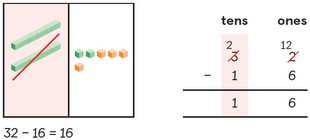 tens ones
2 12
3 2
− 1 6
1 6
32 − 16 = 16